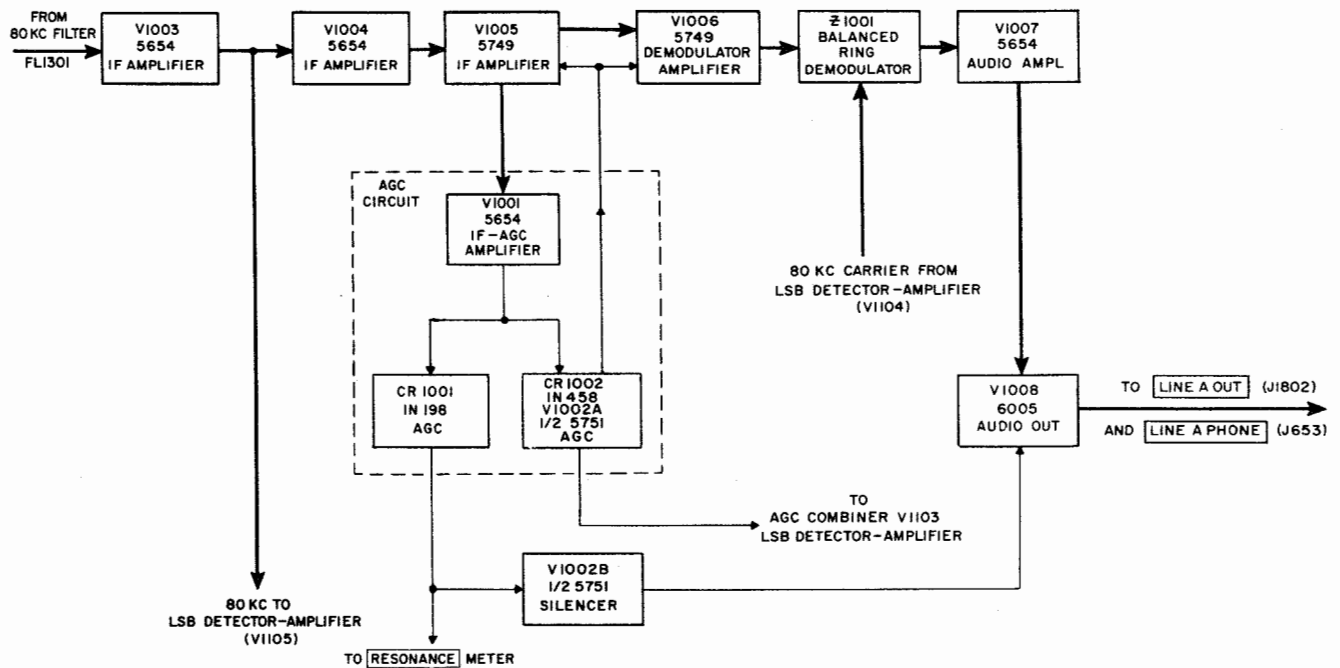 FROM
80 KC FILTER
FL1301
V1003
5654
IF AMPLIFIER
V1004
5654
IF AMPLIFIER
V1005
5749
IF AMPLIFIER
V1006
5749
DEMODULATOR
AMPLIFIER
Z1001
BALANCED
RING
DEMODULATOR
V1007
5654
AUDIO AMPL
AGC
CIRCUIT
V1001
5654
IF-AGC
AMPLIFIER
80 KC CARRIER FROM
LSB DETECTOR-AMPLIFIER
(V1104)
CR 1001
IN 198
AGC
CR 1002
IN 458
V1002A
1/2 5751
AGC
V1008
6005
AUDIO OUT
TO LINE A OUT (J1802)
AND LINE A PHONE (J653)
TO
AGC COMBINER V1103
LSB DETECTOR-AMPLIFIER
V1002B
1/2 5751
SILENCER
80 KC TO
LSB DETECTOR-AMPLIFIER
(V1105)
TO RESONANCE METER